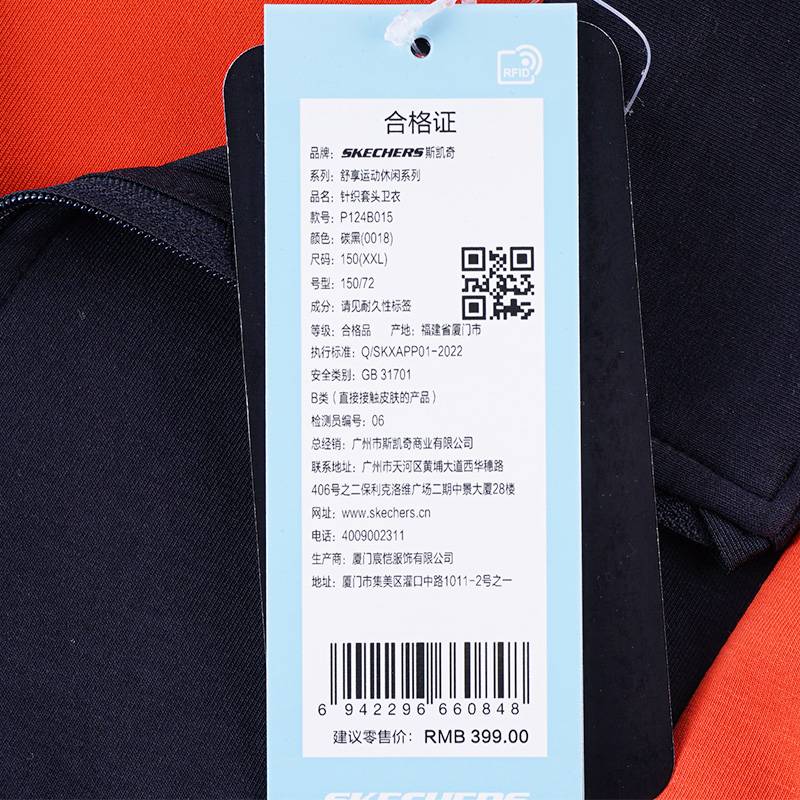 RFID
合格证
品牌：SKECHERS 斯凯奇
系列：舒享运动休闲系列
品名：针织套头卫衣
款号：P124B015
颜色：碳黑(0018)
尺码：150(XXL)
号型：150/72
成分：请见耐久性标签
等级：合格品 产地：福建省厦门市
执行标准：Q/SKXAPP01-2022
安全类别：GB 31701
B类（直接接触皮肤的产品）
检测员编号：06
总经销：广州市斯凯奇商业有限公司
联系地址：广州市天河区黄埔大道西华穗路
406号之二保利克洛维广场二期中景大厦28楼
网址：www.skechers.cn
电话：4009002311
生产商：厦门宸恺服饰有限公司
地址：厦门市集美区灌口中路1011-2号之一
6 942296 660848
建议零售价：RMB 399.00
SKECHERS